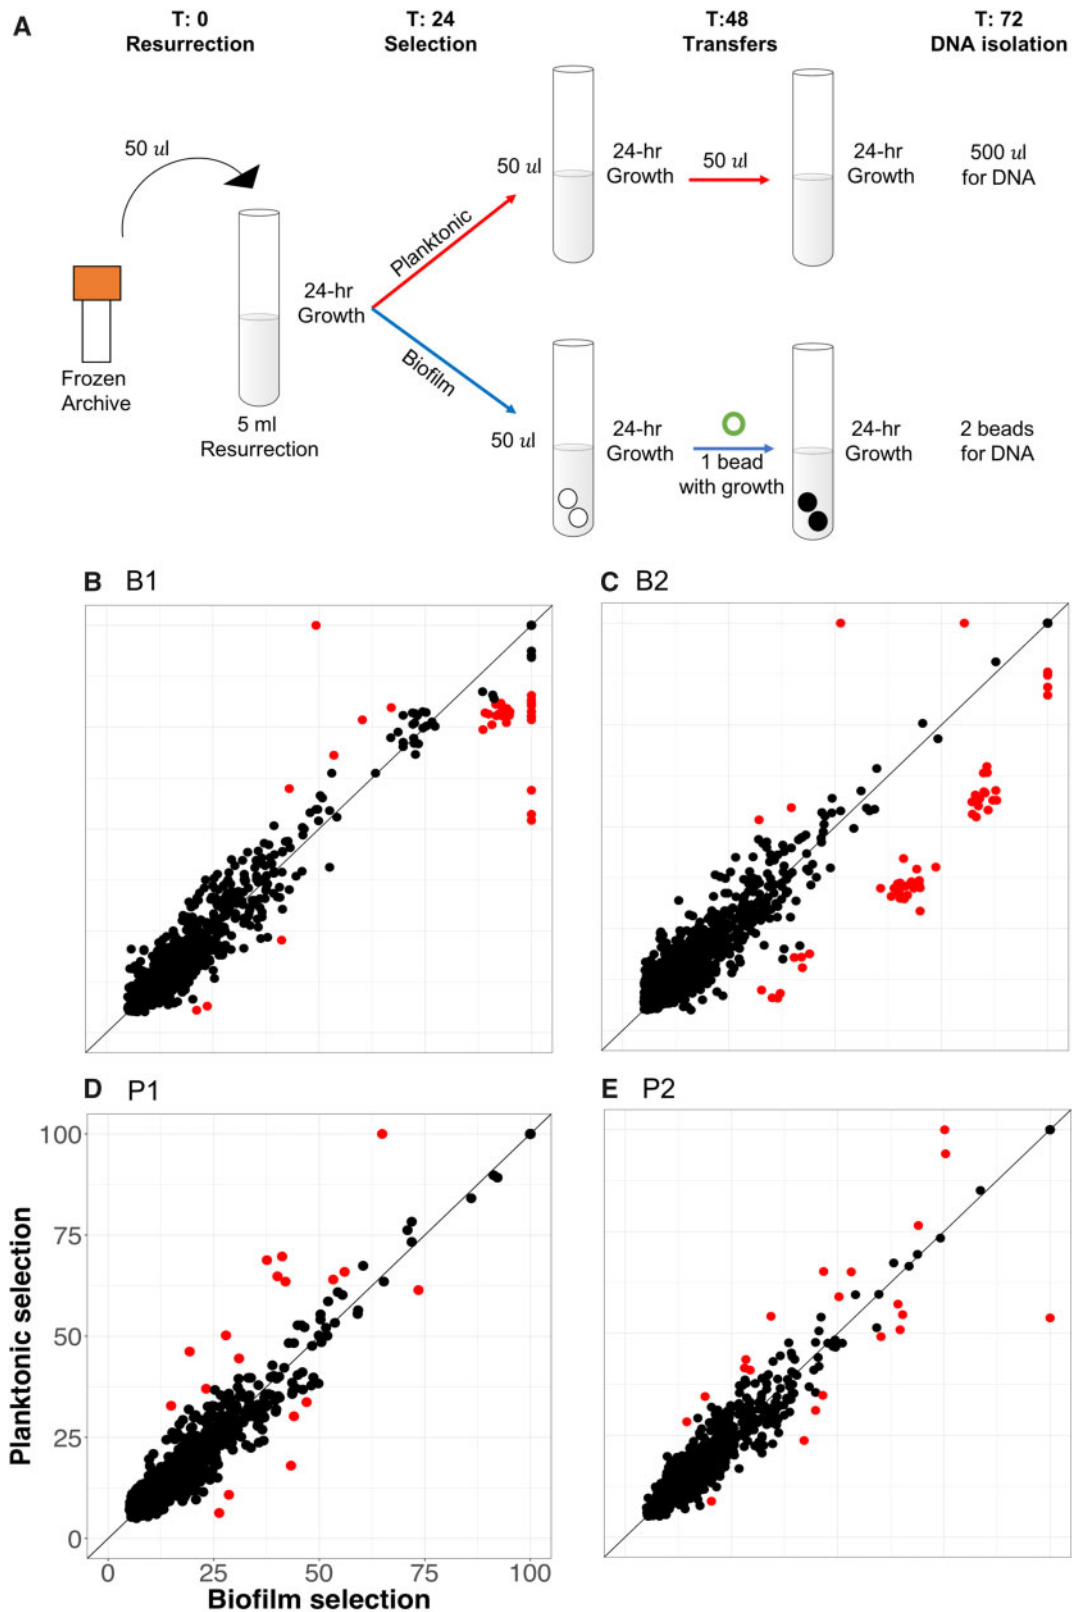 A
T: 0
Resurrection
T: 24
Selection
T:48
Transfers
T: 72
DNA isolation
50 ul
Frozen
Archive
5 ml
Resurrection
24-hr
Growth
Planktonic
50 ul
24-hr
Growth
50 ul
24-hr
Growth
500 ul
for DNA
Biofilm
50 ul
24-hr
Growth
1 bead
with growth
24-hr
Growth
2 beads
for DNA
B B1
C B2
D P1
E P2
Planktonic selection
100
75
50
25
0
0 25 50 75 100
Biofilm selection